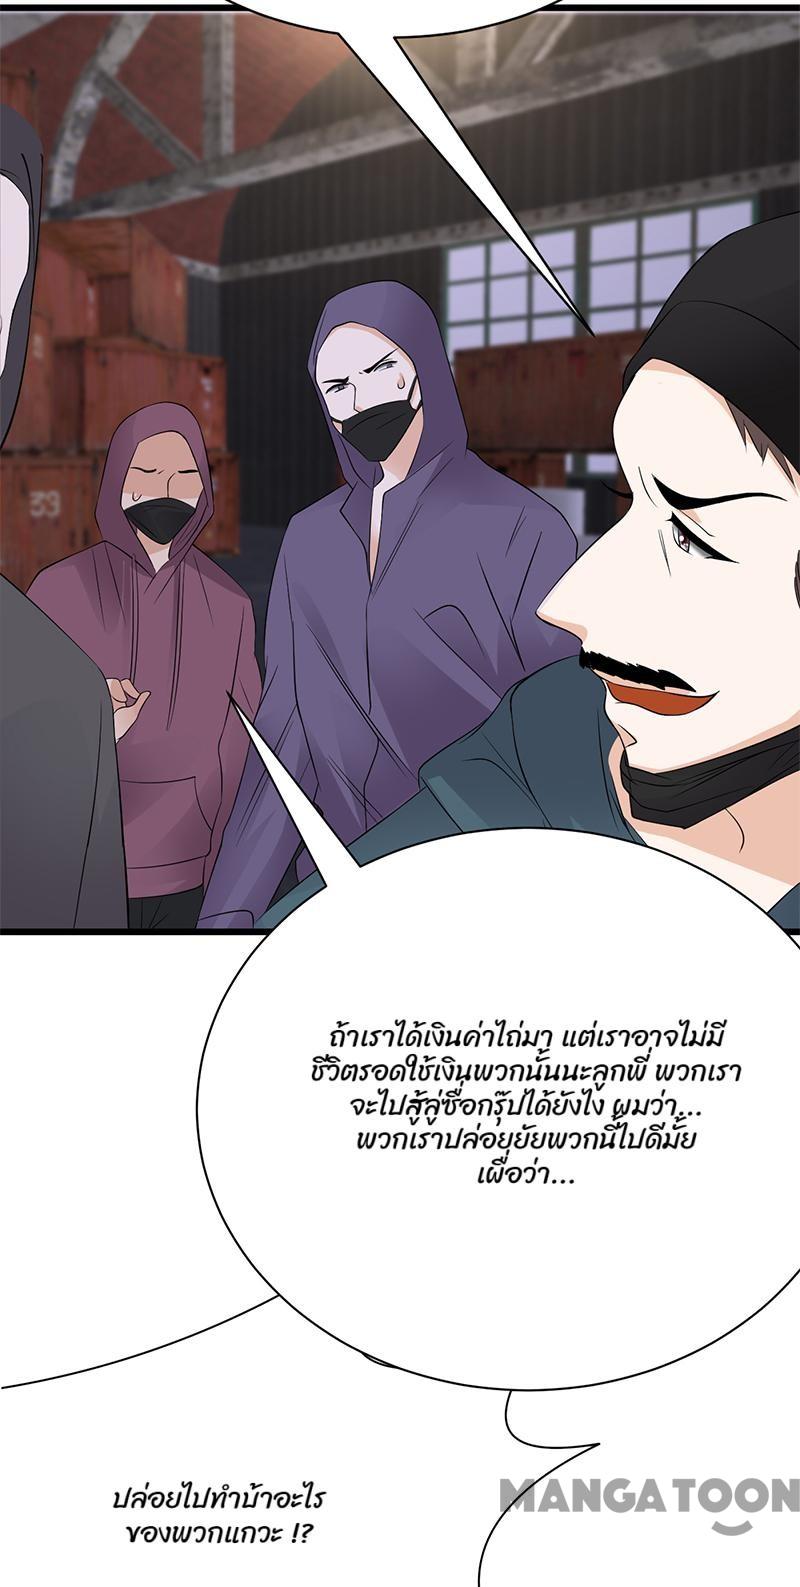 39
ถ้าเราได้เงินค่าไถ่มา แต่เราอาจไม่มี
ชีวิตรอดใช้เงินพวกนั้นนะลูกพี่ พวกเรา
จะไปสู้ลู่ซื่อกรุ๊ปได้ยังไง ผมว่า...
พวกเราปล่อยยัยพวกนี้ไปดีมั้ย
เผื่อว่า...
ปล่อยไปทำบ้าอะไร
ของพวกแกวะ !?
MANGATOON